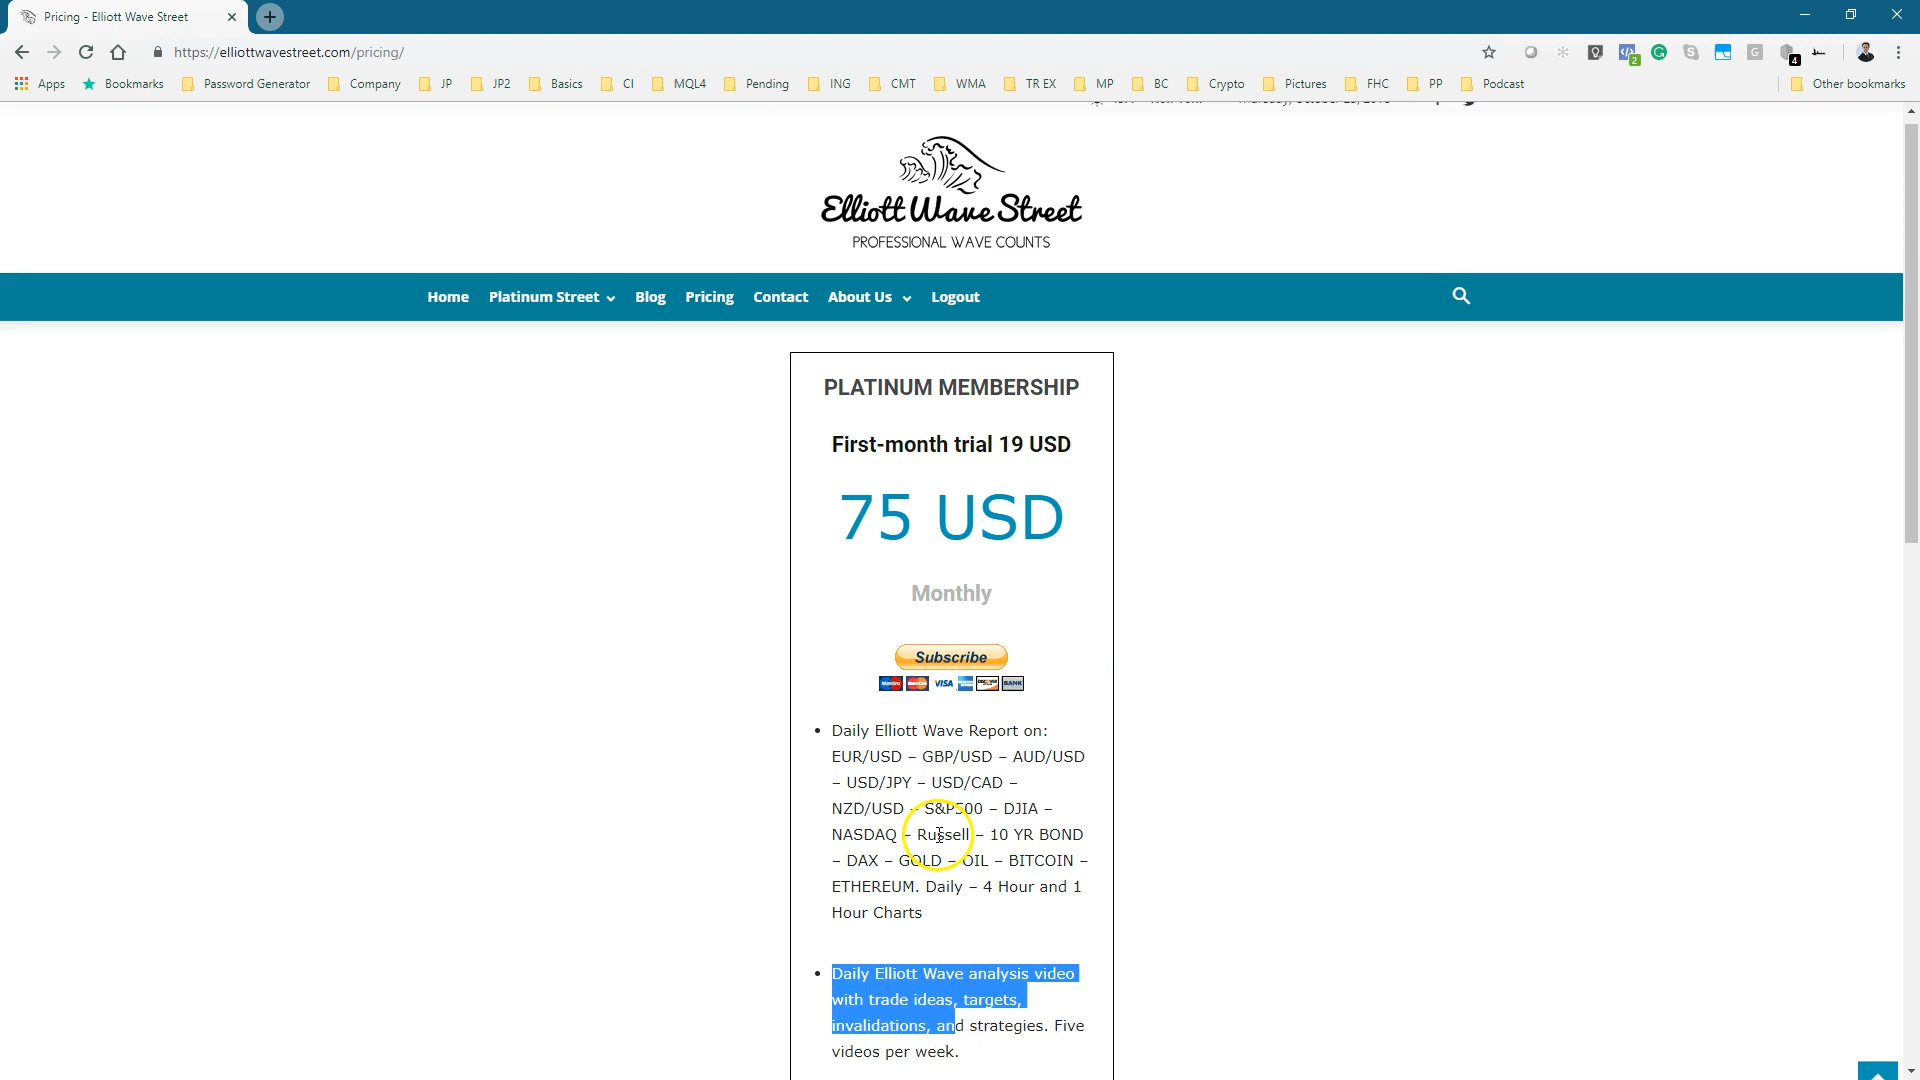 Pricing - Elliott Wave Street
https://elliottwavestreet.com/pricing/
Apps Bookmarks Password Generator Company JP JP2 Basics CI MQL4 Pending ING CMT WMA TR EX MP BC Crypto Pictures FHC PP Podcast Other bookmarks
Elliott Wave Street
PROFESSIONAL WAVE COUNTS
Home Platinum Street Blog Pricing Contact About Us Logout
PLATINUM MEMBERSHIP
First-month trial 19 USD
75 USD
Monthly
Subscribe
VISA BANK
Daily Elliott Wave Report on:
EUR/USD – GBP/USD – AUD/USD
– USD/JPY – USD/CAD –
NZD/USD – S&P500 – DJIA –
NASDAQ – Russell – 10 YR BOND
– DAX – GOLD – OIL – BITCOIN –
ETHEREUM. Daily – 4 Hour and 1
Hour Charts
Daily Elliott Wave analysis video
with trade ideas, targets,
invalidations, and strategies. Five
videos per week.